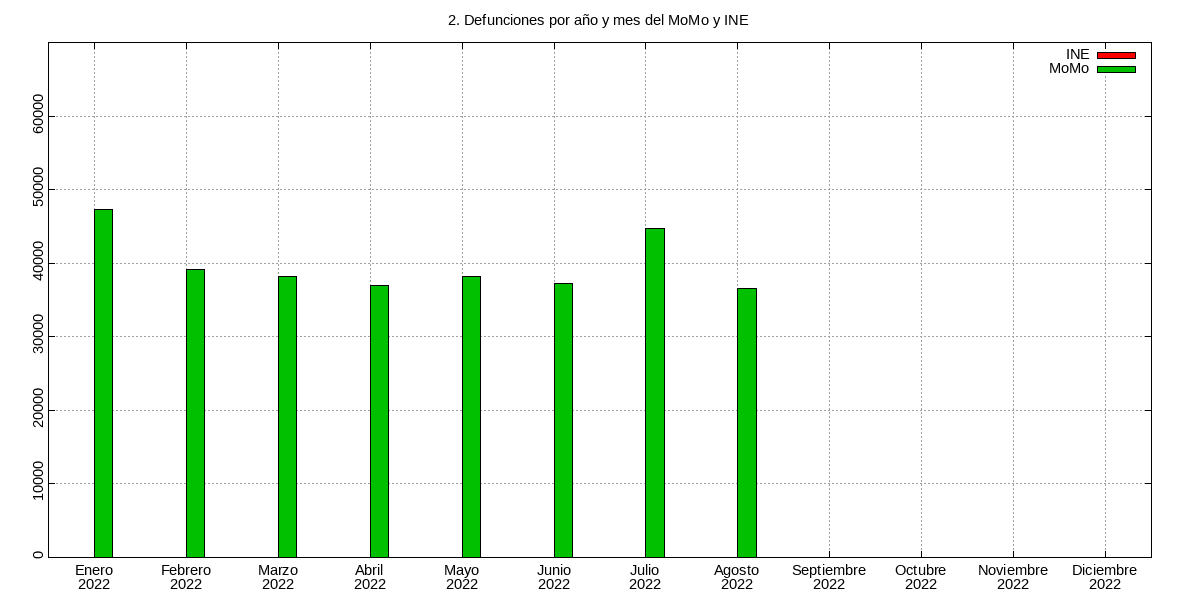 2. Defunciones por año y mes del MoMo y INE
INE
MoMo
60000
50000
40000
30000
20000
10000
0
Enero Febrero Marzo Abril Mayo Junio Julio Agosto Septiembre Octubre Noviembre Diciembre
2022 2022 2022 2022 2022 2022 2022 2022 2022 2022 2022 2022